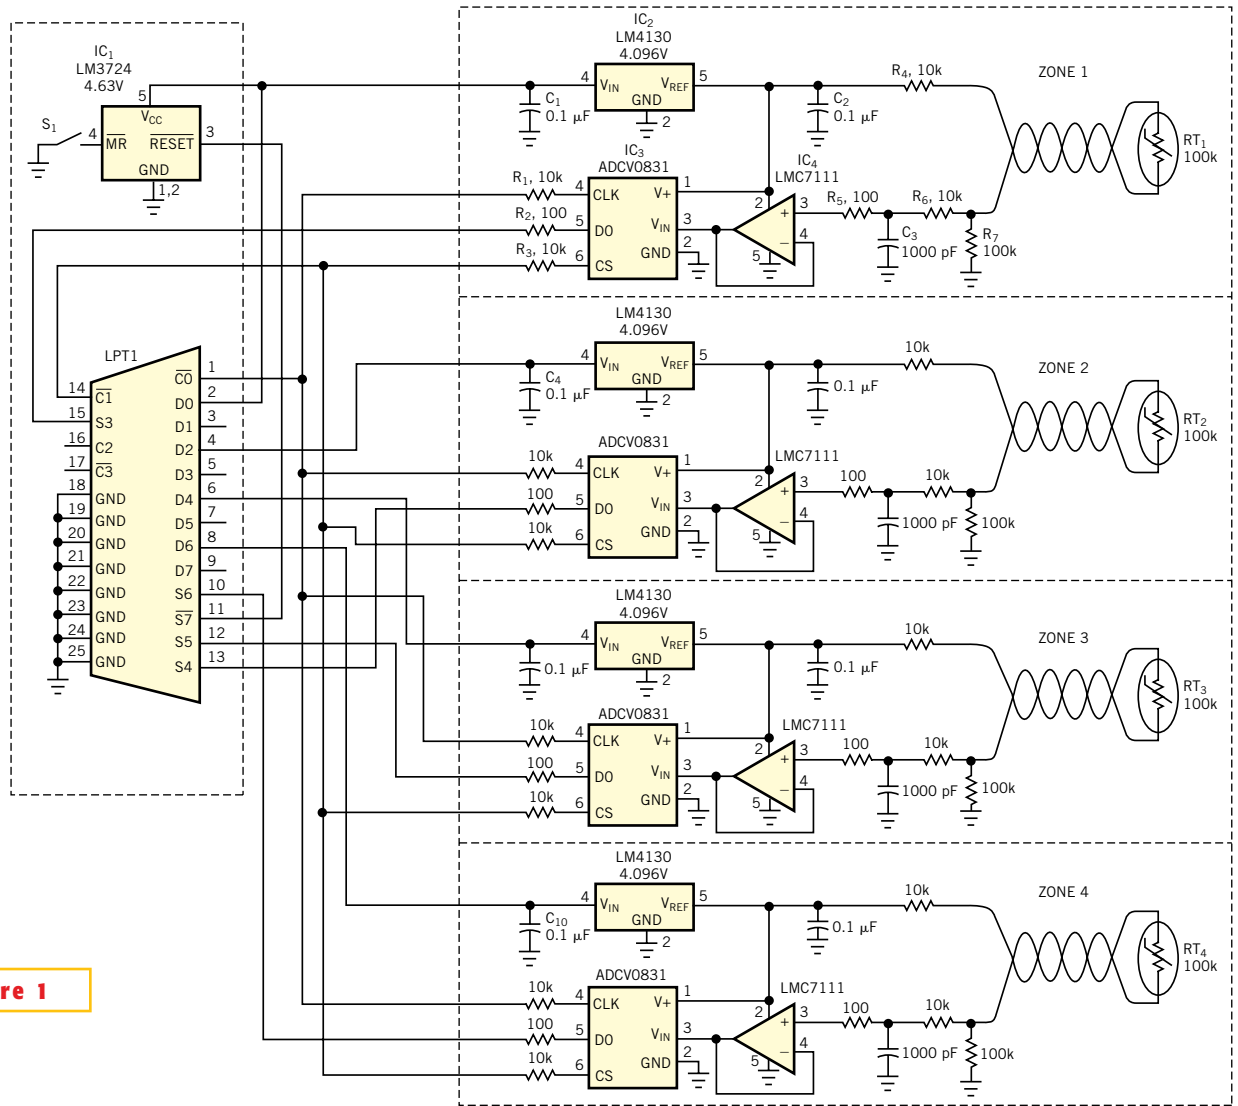 IC1
LM3724
4.63V
5
VCC
S1
4
MR
RESET
3
GND
1,2
LPT1
14
C1
15
S3
16
C2
17
C3
18
GND
19
GND
20
GND
21
GND
22
GND
23
GND
24
GND
25
GND
C0
1
D0
2
D1
3
D2
4
D3
5
D4
6
D5
7
D6
8
D7
9
S6
10
S7
11
S5
12
S4
13
re 1
IC2
LM4130
4.096V
4
VIN
VREF
5
GND
2
C1
0.1 µF
C2
0.1 µF
R4, 10k
ZONE 1
RT1
100k
IC3
ADCV0831
R1, 10k
4
CLK
R2, 100
5
DO
R3, 10k
6
CS
V+
1
VIN
3
GND
2
IC4
LMC7111
2
+
3
–
4
5
R5, 100
R6, 10k
C3
1000 pF
R7
100k
LM4130
4.096V
4
VIN
VREF
5
GND
2
C4
0.1 µF
0.1 µF
10k
ZONE 2
RT2
100k
ADCV0831
10k
4
CLK
100
5
DO
10k
6
CS
V+
1
VIN
3
GND
2
LMC7111
2
+
3
–
4
5
100
10k
1000 pF
100k
LM4130
4.096V
4
VIN
VREF
5
GND
2
0.1 µF
0.1 µF
10k
ZONE 3
RT3
100k
ADCV0831
10k
4
CLK
100
5
DO
10k
6
CS
V+
1
VIN
3
GND
2
LMC7111
2
+
3
–
4
5
100
10k
1000 pF
100k
LM4130
4.096V
4
VIN
VREF
5
GND
2
C10
0.1 µF
0.1 µF
10k
ZONE 4
RT4
100k
ADCV0831
10k
4
CLK
100
5
DO
10k
6
CS
V+
1
VIN
3
GND
2
LMC7111
2
+
3
–
4
5
100
10k
1000 pF
100k